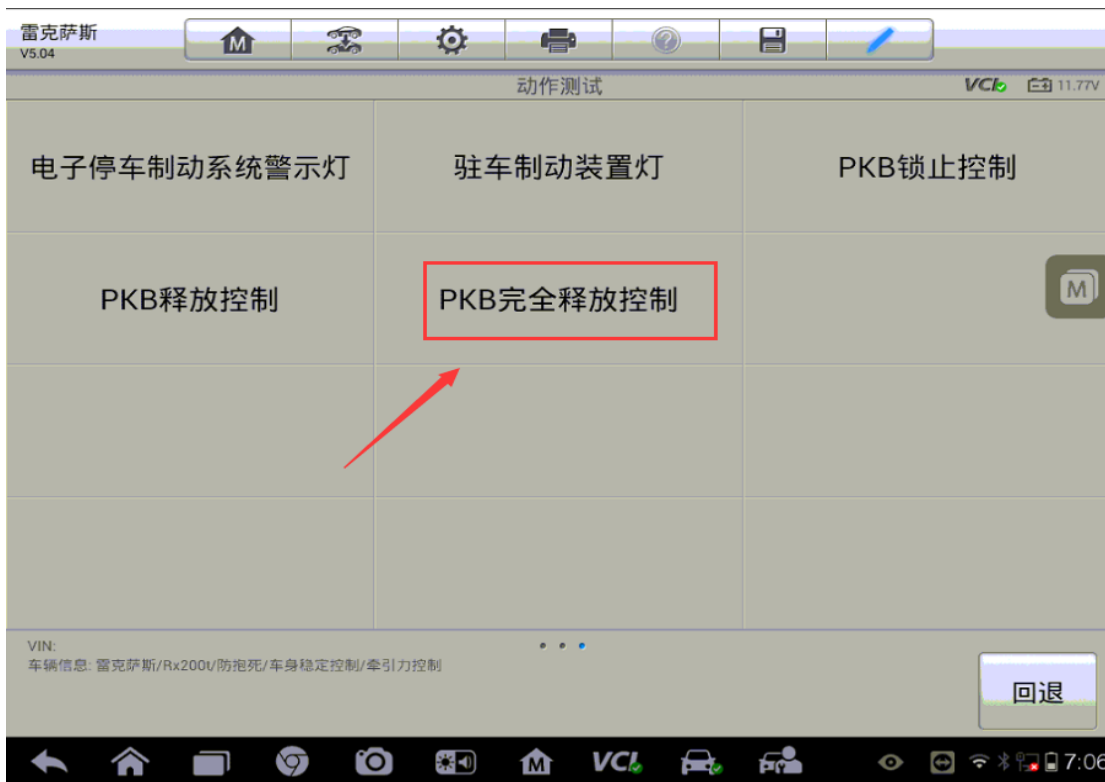 雷克萨斯
V5.04
M
动作测试
VCI
11.77V
电子停车制动系统警示灯
驻车制动装置灯
PKB锁止控制
PKB释放控制
PKB完全释放控制
M
VIN:
车辆信息: 雷克萨斯/Rx200t/防抱死/车身稳定控制/牵引力控制
回退
M
VCI
7:06